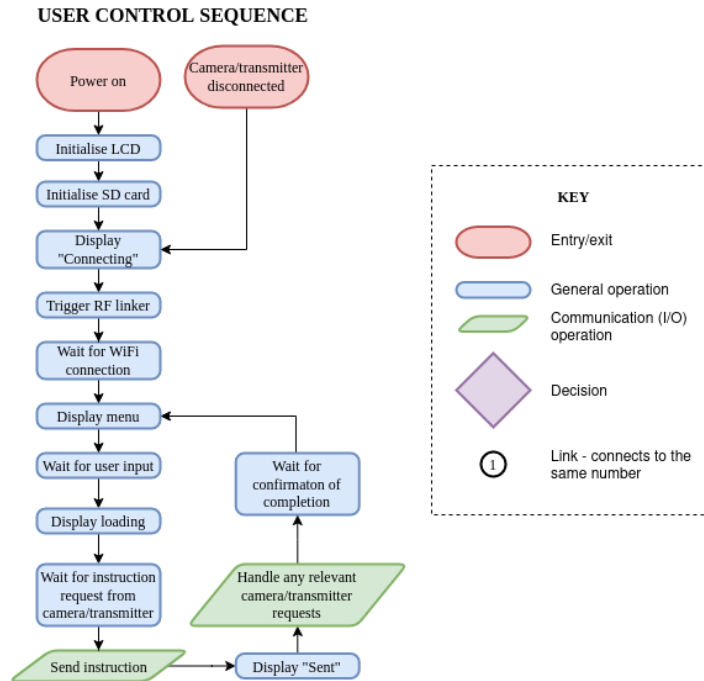 USER CONTROL SEQUENCE
Power on
Camera/transmitter
disconnected
Initialise LCD
Initialise SD card
Display
"Connecting"
Trigger RF linker
Wait for WiFi
connection
Display menu
Wait for user input
Display loading
Wait for instruction
request from
camera/transmitter
Send instruction
Display "Sent"
Handle any relevant
camera/transmitter
requests
Wait for
confirmaton of
completion
KEY
Entry/exit
General operation
Communication (I/O)
operation
Decision
1
Link - connects to the
same number